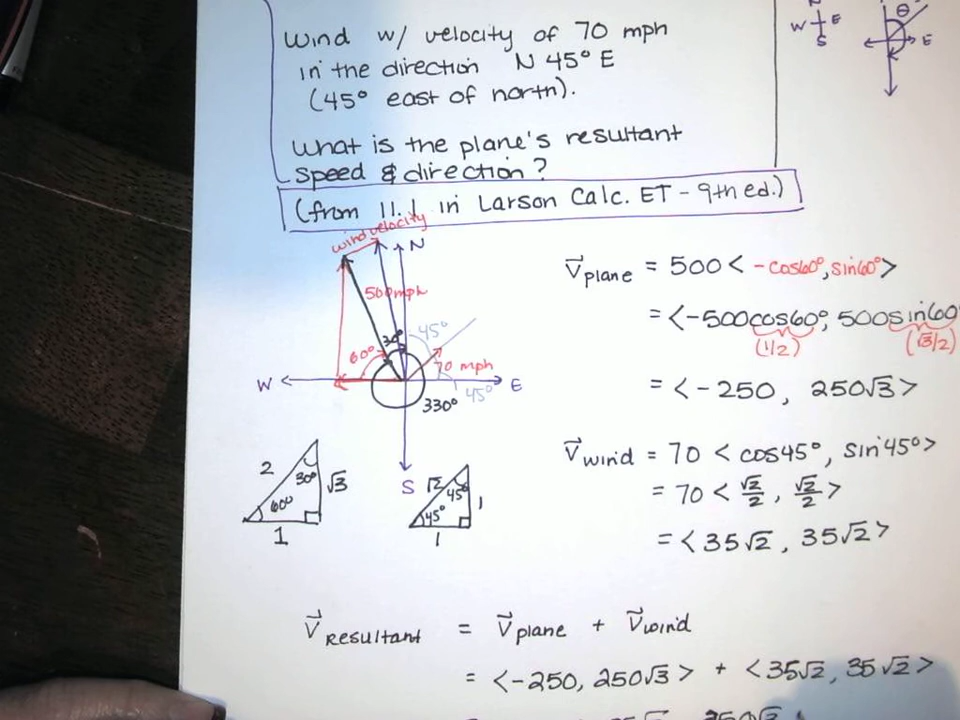 N
W E
S
θ
E
wind w/ velocity of 70 mph
in the direction N 45° E
(45° east of north).
What is the plane's resultant
speed & direction?
(from 11.1 in Larson Calc. ET - 9th ed.)
wind velocity
N
500mph
30°
45°
60°
70 mph
W
E
45°
330°
S
2
30°
√3
60°
1
√2
45°
1
45°
1
V⃗plane = 500 < -cos60°, sin60° >
= <-500cos60°, 500sin60
(1/2) (√3/2)
= < -250, 250√3 >
V⃗wind = 70 < cos45°, sin45° >
= 70 < √2/2, √2/2 >
= < 35√2, 35√2 >
V⃗Resultant = V⃗plane + V⃗wind
= <-250, 250√3 > + <35√2, 35√2 >